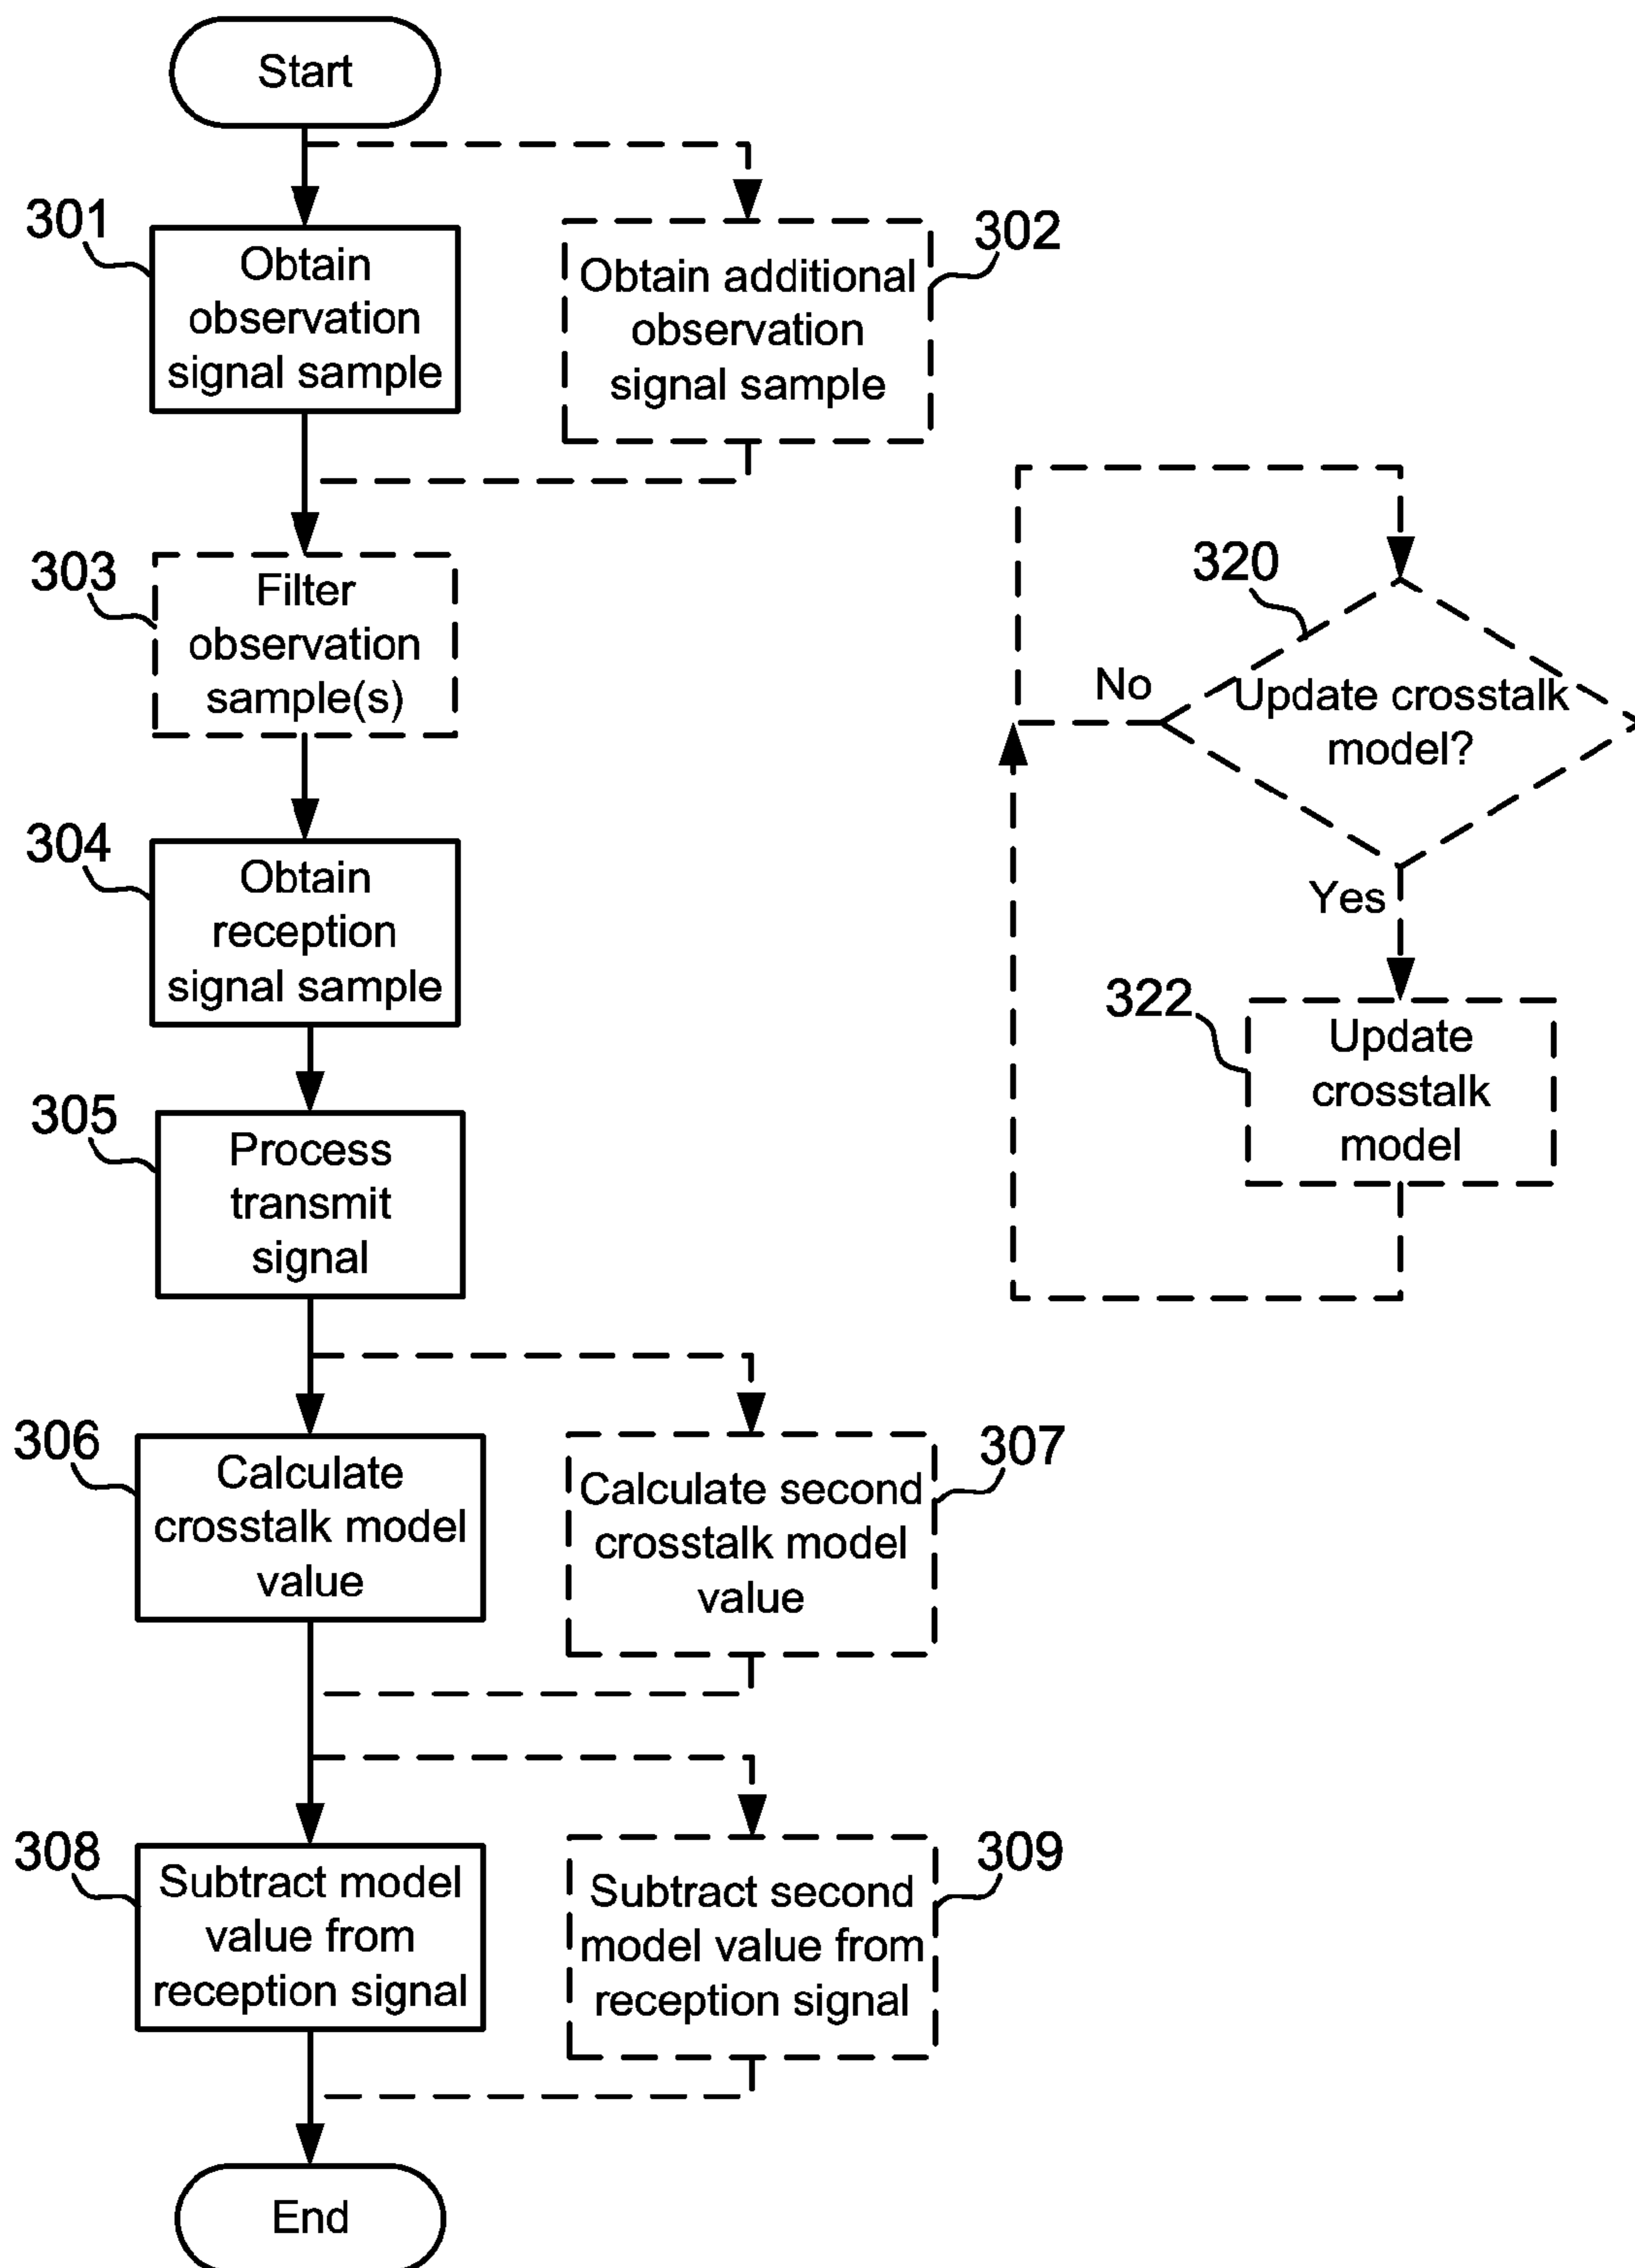 Start
301
Obtain
observation
signal sample
302
Obtain additional
observation
signal sample
303
Filter
observation
sample(s)
304
Obtain
reception
signal sample
305
Process
transmit
signal
306
Calculate
crosstalk model
value
307
Calculate second
crosstalk model
value
308
Subtract model
value from
reception signal
309
Subtract second
model value from
reception signal
End
320
No
Update crosstalk
model?
Yes
322
Update
crosstalk
model